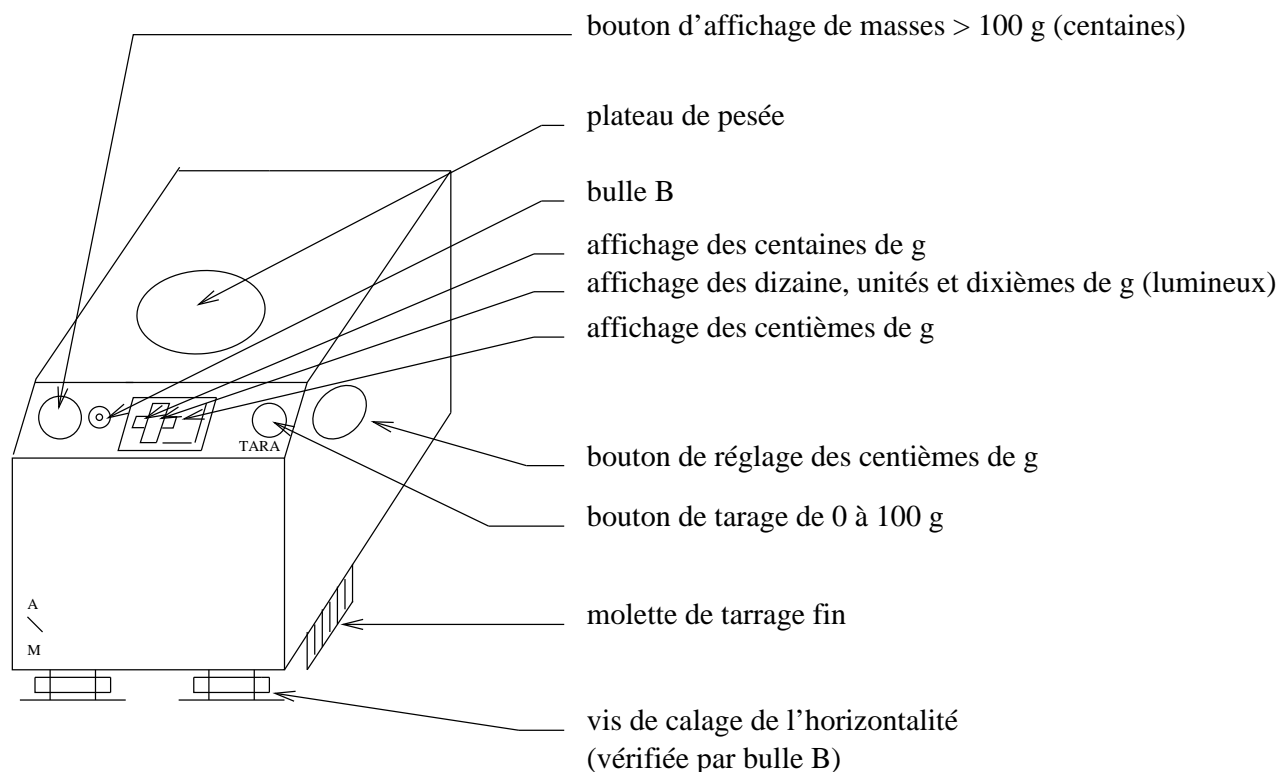 bouton d'affichage de masses > 100 g (centaines)
plateau de pesée
bulle B
affichage des centaines de g
affichage des dizaine, unités et dixièmes de g (lumineux)
affichage des centièmes de g
TARA
bouton de réglage des centièmes de g
bouton de tarage de 0 à 100 g
A
molette de tarrage fin
M
vis de calage de l'horizontalité
(vérifiée par bulle B)